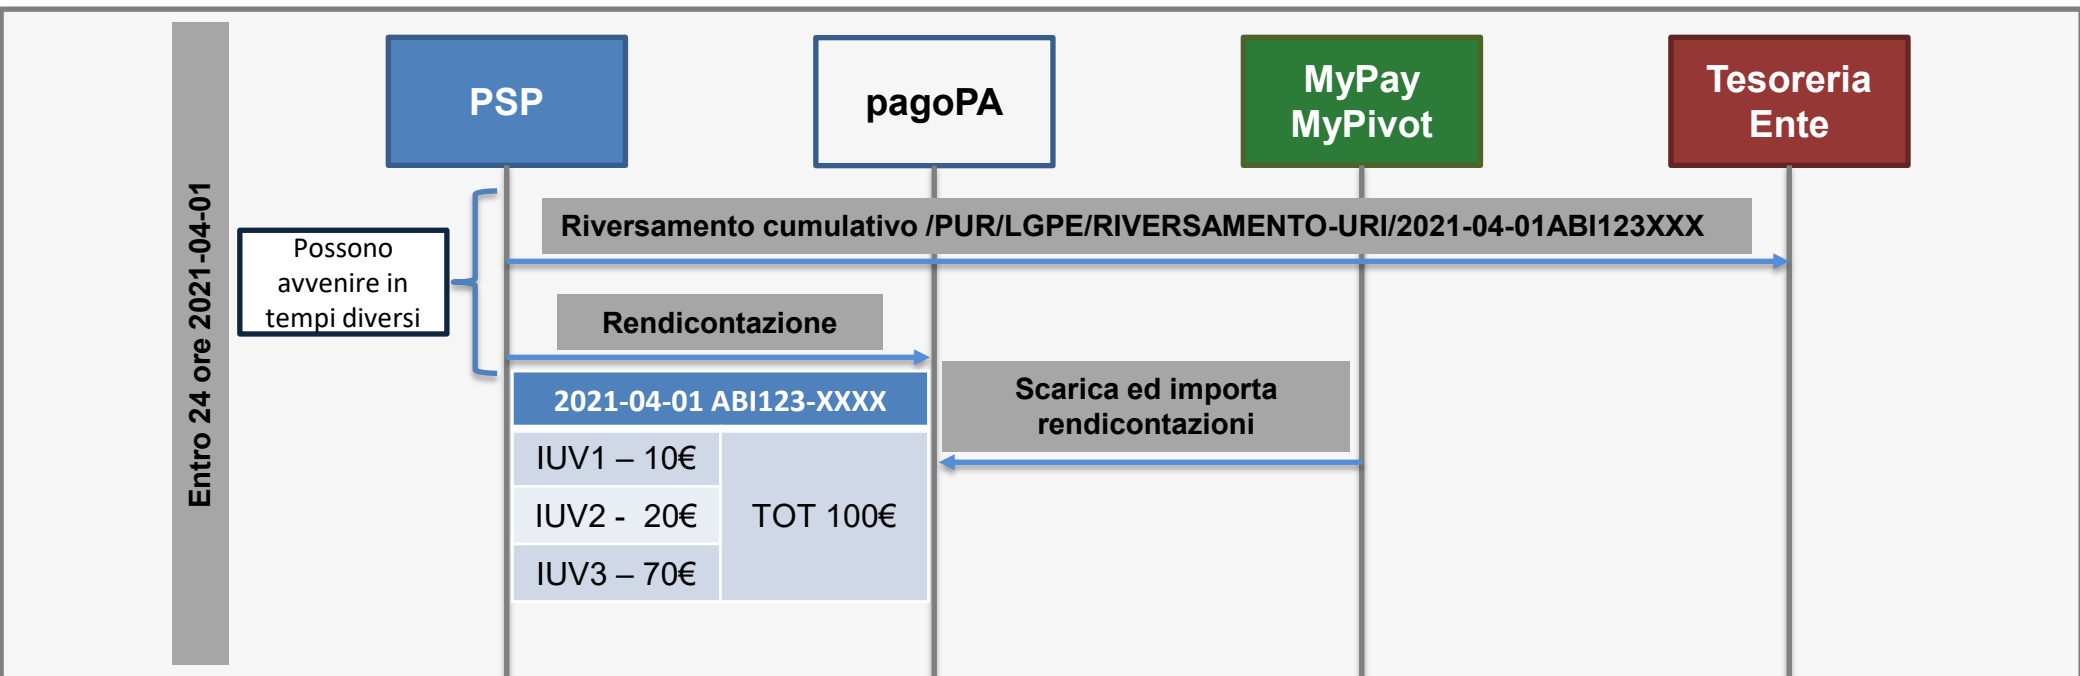 PSP
pagoPA
MyPay
MyPivot
Tesoreria
Ente
Entro 24 ore 2021-04-01
Possono
avvenire in
tempi diversi
Riversamento cumulativo /PUR/LGPE/RIVERSAMENTO-URI/2021-04-01ABI123XXX
Rendicontazione
2021-04-01 ABI123-XXXX
IUV1 – 10€
IUV2 -  20€
IUV3 – 70€
TOT 100€
Scarica ed importa
rendicontazioni